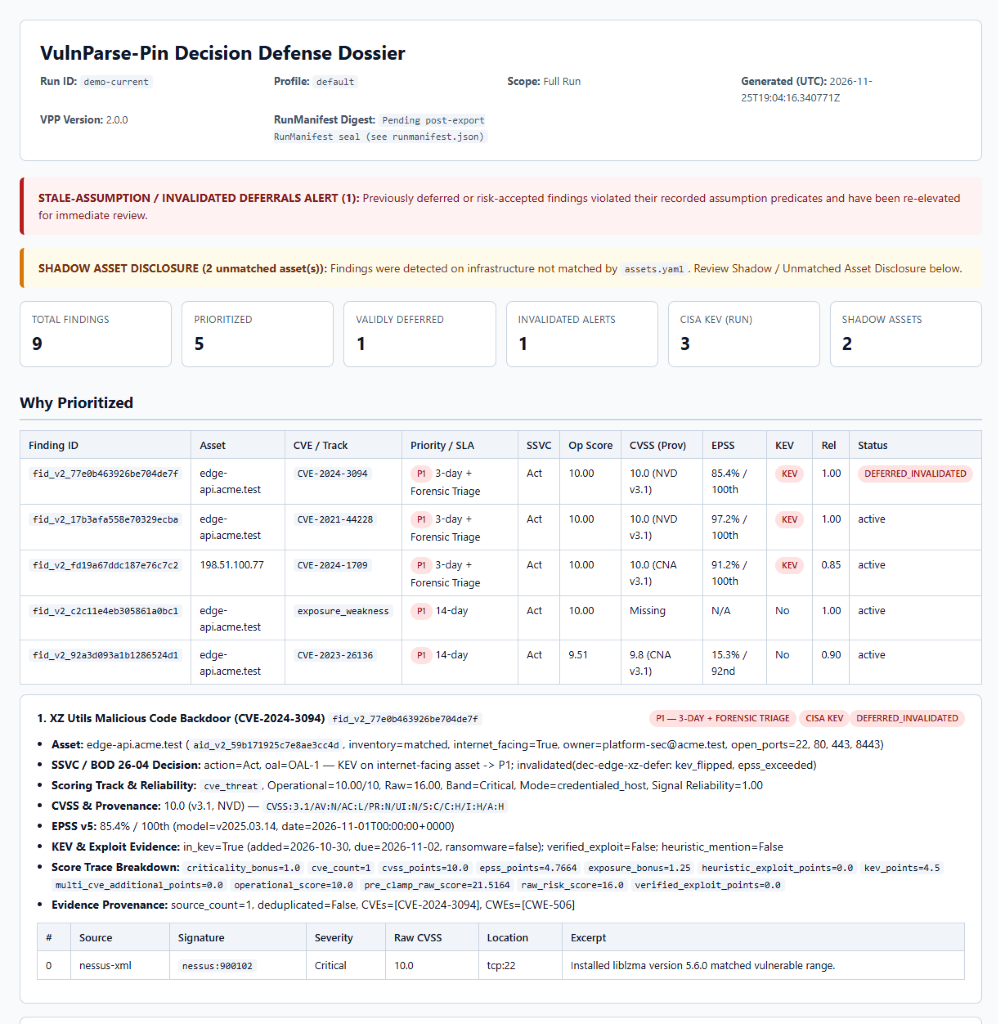 VulnParse-Pin Decision Defense Dossier
Run ID: demo-current
Profile: default
Scope: Full Run
Generated (UTC): 2026-11-
25T19:04:16.340771Z
VPP Version: 2.0.0
RunManifest Digest: Pending post-export
RunManifest seal (see runmanifest.json)
STALE-ASSUMPTION / INVALIDATED DEFERRALS ALERT (1): Previously deferred or risk-accepted findings violated their recorded assumption predicates and have been re-elevated
for immediate review.
SHADOW ASSET DISCLOSURE (2 unmatched asset(s)): Findings were detected on infrastructure not matched by assets.yaml. Review Shadow / Unmatched Asset Disclosure below.
TOTAL FINDINGS
9
PRIORITIZED
5
VALIDLY DEFERRED
1
INVALIDATED ALERTS
1
CISA KEV (RUN)
3
SHADOW ASSETS
2
Why Prioritized
Finding ID Asset CVE / Track Priority / SLA SSVC Op Score CVSS (Prov) EPSS KEV Rel Status
fid_v2_77e0b463926be704de7f edge- CVE-2024-3094 P1 3-day + Act 10.00 10.0 (NVD 85.4% / KEV 1.00 DEFERRED_INVALIDATED
api.acme.test Forensic Triage v3.1) 100th
fid_v2_17b3afa558e70329ecba edge- CVE-2021-44228 P1 3-day + Act 10.00 10.0 (NVD 97.2% / KEV 1.00 active
api.acme.test Forensic Triage v3.1) 100th
fid_v2_fd19a67ddc187e76c7c2 198.51.100.77 CVE-2024-1709 P1 3-day + Act 10.00 10.0 (CNA 91.2% / KEV 0.85 active
Forensic Triage v3.1) 100th
fid_v2_c2c11e4eb305861a0bc1 edge- exposure_weakness P1 14-day Act 10.00 Missing N/A No 1.00 active
api.acme.test
fid_v2_92a3d093a1b1286524d1 edge- CVE-2023-26136 P1 14-day Act 9.51 9.8 (CNA 15.3% / No 0.90 active
api.acme.test v3.1) 92nd
1. XZ Utils Malicious Code Backdoor (CVE-2024-3094) fid_v2_77e0b463926be704de7f P1 — 3-DAY + FORENSIC TRIAGE CISA KEV DEFERRED_INVALIDATED
• Asset: edge-api.acme.test ( aid_v2_59b171925c7e8ae3cc4d , inventory=matched, internet_facing=True, owner=platform-sec@acme.test, open_ports=22, 80, 443, 8443)
• SSVC / BOD 26-04 Decision: action=Act, oal=OAL-1 — KEV on internet-facing asset -> P1; invalidated(dec-edge-xz-defer: kev_flipped, epss_exceeded)
• Scoring Track & Reliability: cve_threat, Operational=10.00/10, Raw=16.00, Band=Critical, Mode=credentialed_host, Signal Reliability=1.00
• CVSS & Provenance: 10.0 (v3.1, NVD) — CVSS:3.1/AV:N/AC:L/PR:N/UI:N/S:C/C:H/I:H/A:H
• EPSS v5: 85.4% / 100th (model=v2025.03.14, date=2026-11-01T00:00:00+0000)
• KEV & Exploit Evidence: in_kev=True (added=2026-10-30, due=2026-11-02, ransomware=false); verified_exploit=False; heuristic_mention=False
• Score Trace Breakdown: criticality_bonus=1.0 cve_count=1 cvss_points=10.0 epss_points=4.7664 exposure_bonus=1.25 heuristic_exploit_points=0.0 kev_points=4.5
multi_cve_additional_points=0.0 operational_score=10.0 pre_clamp_raw_score=21.5164 raw_risk_score=16.0 verified_exploit_points=0.0
• Evidence Provenance: source_count=1, deduplicated=False, CVEs=[CVE-2024-3094], CWEs=[CWE-506]
# Source Signature Severity Raw CVSS Location Excerpt
0 nessus-xml nessus:900102 Critical 10.0 tcp:22 Installed liblzma version 5.6.0 matched vulnerable range.